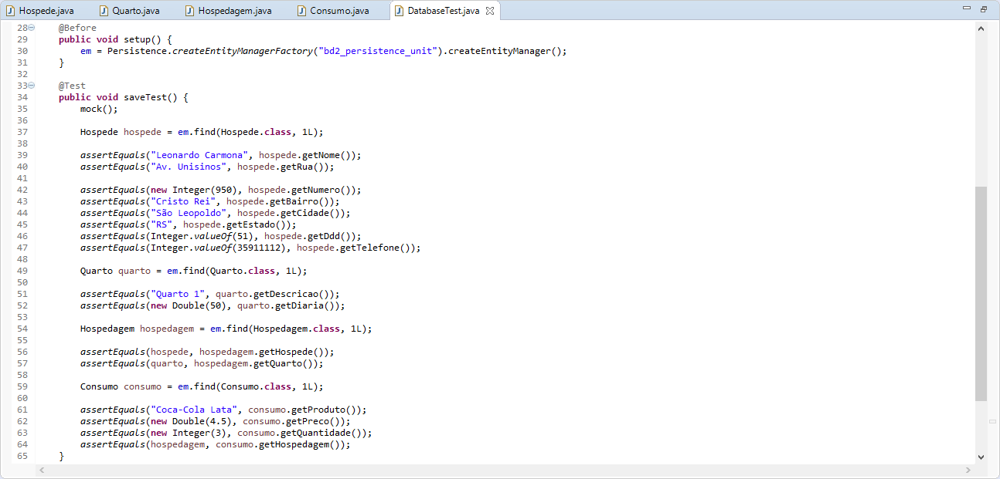 Hospede.java Quarto.java Hospedagem.java Consumo.java DatabaseTest.java
28 @Before
29 public void setup() {
30 em = Persistence.createEntityManagerFactory("bd2_persistence_unit").createEntityManager();
31 }
32
33 @Test
34 public void saveTest() {
35 mock();
36
37 Hospede hospede = em.find(Hospede.class, 1L);
38
39 assertEquals("Leonardo Carmona", hospede.getNome());
40 assertEquals("Av. Unisinos", hospede.getRua());
41
42 assertEquals(new Integer(950), hospede.getNumero());
43 assertEquals("Cristo Rei", hospede.getBairro());
44 assertEquals("São Leopoldo", hospede.getCidade());
45 assertEquals("RS", hospede.getEstado());
46 assertEquals(Integer.valueOf(51), hospede.getDdd());
47 assertEquals(Integer.valueOf(35911112), hospede.getTelefone());
48
49 Quarto quarto = em.find(Quarto.class, 1L);
50
51 assertEquals("Quarto 1", quarto.getDescricao());
52 assertEquals(new Double(50), quarto.getDiaria());
53
54 Hospedagem hospedagem = em.find(Hospedagem.class, 1L);
55
56 assertEquals(hospede, hospedagem.getHospede());
57 assertEquals(quarto, hospedagem.getQuarto());
58
59 Consumo consumo = em.find(Consumo.class, 1L);
60
61 assertEquals("Coca-Cola Lata", consumo.getProduto());
62 assertEquals(new Double(4.5), consumo.getPreco());
63 assertEquals(new Integer(3), consumo.getQuantidade());
64 assertEquals(hospedagem, consumo.getHospedagem());
65 }